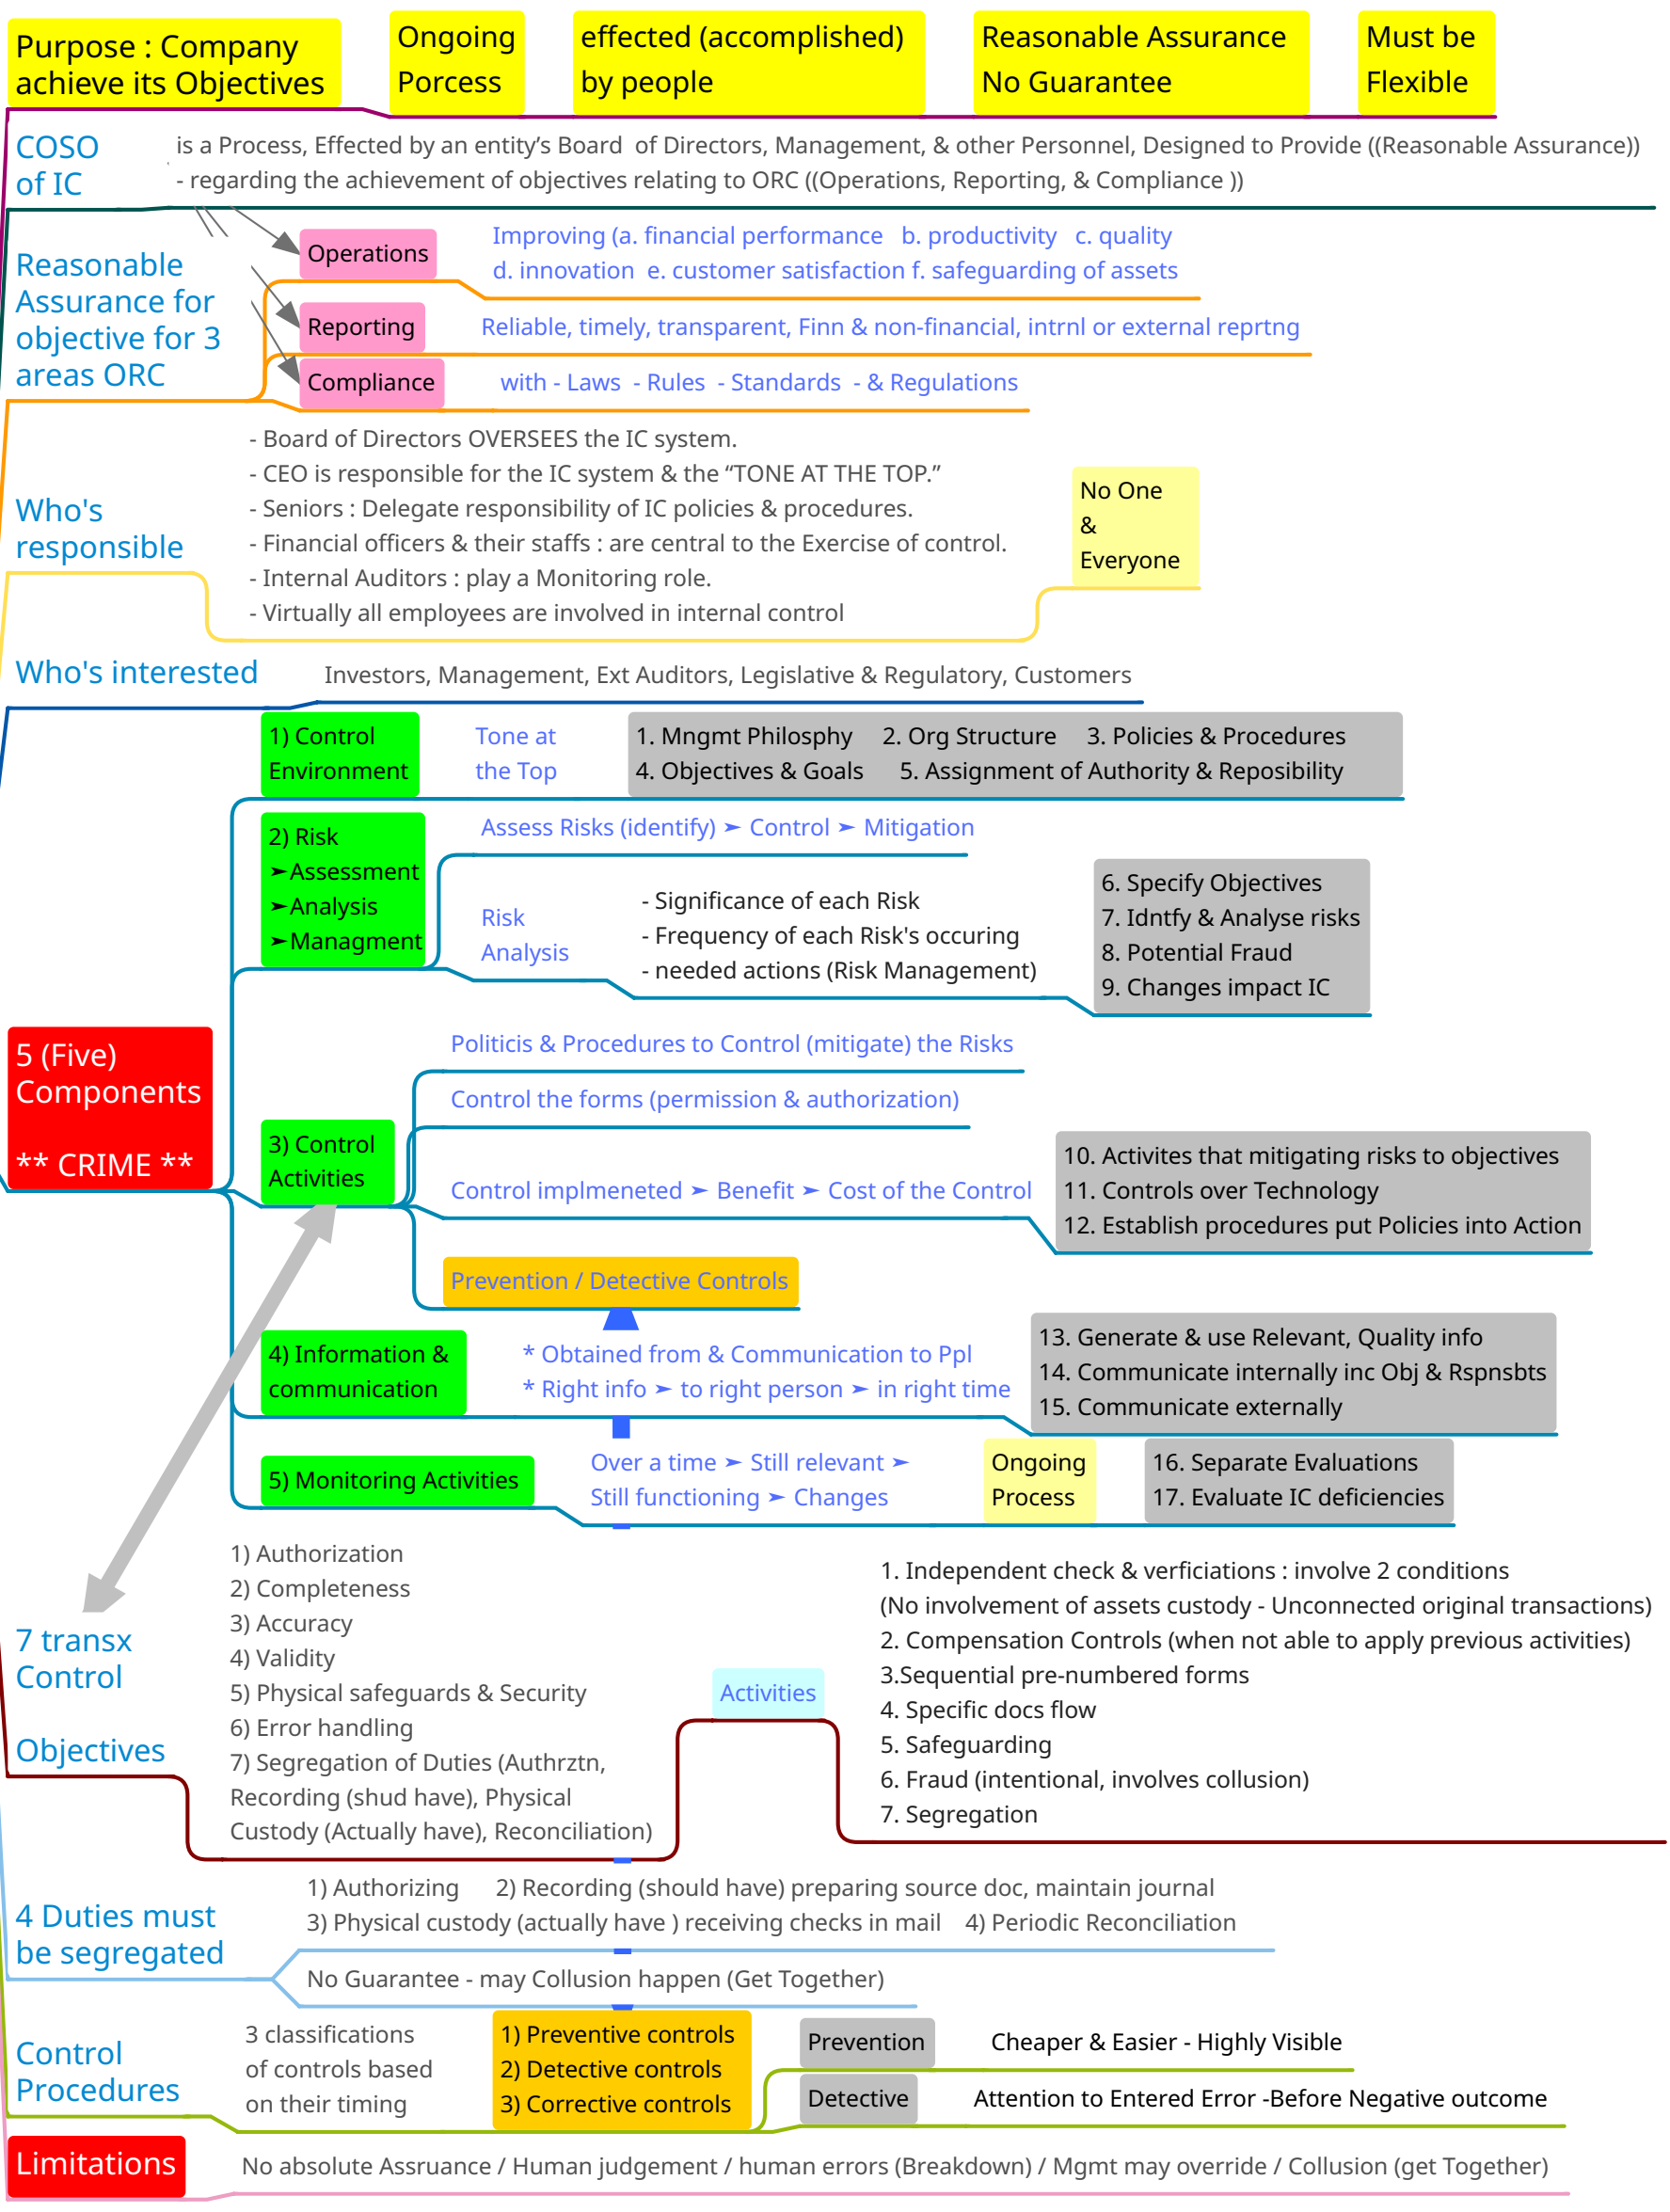 Purpose : Company
achieve its Objectives
Ongoing
Porcess
effected (accomplished)
by people
Reasonable Assurance
No Guarantee
Must be
Flexible
COSO
of IC
is a Process, Effected by an entity’s Board  of Directors, Management, & other Personnel, Designed to Provide ((Reasonable Assurance))
- regarding the achievement of objectives relating to ORC ((Operations, Reporting, & Compliance ))
Reasonable
Assurance for
objective for 3
areas ORC
Operations
Improving (a. financial performance   b. productivity   c. quality
d. innovation  e. customer satisfaction f. safeguarding of assets
Reporting
Reliable, timely, transparent, Finn & non-financial, intrnl or external reprtng
Compliance
with - Laws  - Rules  - Standards  - & Regulations
Who's
responsible
- Board of Directors OVERSEES the IC system.
- CEO is responsible for the IC system & the “TONE AT THE TOP.”
- Seniors : Delegate responsibility of IC policies & procedures.
- Financial officers & their staffs : are central to the Exercise of control.
- Internal Auditors : play a Monitoring role.
- Virtually all employees are involved in internal control
No One
&
Everyone
Who's interested
Investors, Management, Ext Auditors, Legislative & Regulatory, Customers
5 (Five)
Components
** CRIME **
1) Control
Environment
Tone at
the Top
1. Mngmt Philosphy     2. Org Structure     3. Policies & Procedures
4. Objectives & Goals      5. Assignment of Authority & Reposibility
2) Risk
➤Assessment
➤Analysis
➤Managment
Assess Risks (identify) ➤ Control ➤ Mitigation
Risk
Analysis
- Significance of each Risk
- Frequency of each Risk's occuring
- needed actions (Risk Management)
6. Specify Objectives
7. Idntfy & Analyse risks
8. Potential Fraud
9. Changes impact IC
3) Control
Activities
Politicis & Procedures to Control (mitigate) the Risks
Control the forms (permission & authorization)
Control implmeneted ➤ Benefit ➤ Cost of the Control
10. Activites that mitigating risks to objectives
11. Controls over Technology
12. Establish procedures put Policies into Action
Prevention / Detective Controls
4) Information &
communication
* Obtained from & Communication to Ppl
* Right info ➤ to right person ➤ in right time
13. Generate & use Relevant, Quality info
14. Communicate internally inc Obj & Rspnsbts
15. Communicate externally
5) Monitoring Activities
Over a time ➤ Still relevant ➤
Still functioning ➤ Changes
Ongoing
Process
16. Separate Evaluations
17. Evaluate IC deficiencies
7 transx
Control
Objectives
1) Authorization
2) Completeness
3) Accuracy
4) Validity
5) Physical safeguards & Security
6) Error handling
7) Segregation of Duties (Authrztn,
Recording (shud have), Physical
Custody (Actually have), Reconciliation)
Activities
1. Independent check & verficiations : involve 2 conditions
(No involvement of assets custody - Unconnected original transactions)
2. Compensation Controls (when not able to apply previous activities)
3.Sequential pre-numbered forms
4. Specific docs flow
5. Safeguarding
6. Fraud (intentional, involves collusion)
7. Segregation
4 Duties must
be segregated
1) Authorizing      2) Recording (should have) preparing source doc, maintain journal
3) Physical custody (actually have ) receiving checks in mail    4) Periodic Reconciliation
No Guarantee - may Collusion happen (Get Together)
Control
Procedures
3 classifications
of controls based
on their timing
1) Preventive controls
2) Detective controls
3) Corrective controls
Prevention
Cheaper & Easier - Highly Visible
Detective
Attention to Entered Error -Before Negative outcome
Limitations
No absolute Assruance / Human judgement / human errors (Breakdown) / Mgmt may override / Collusion (get Together)